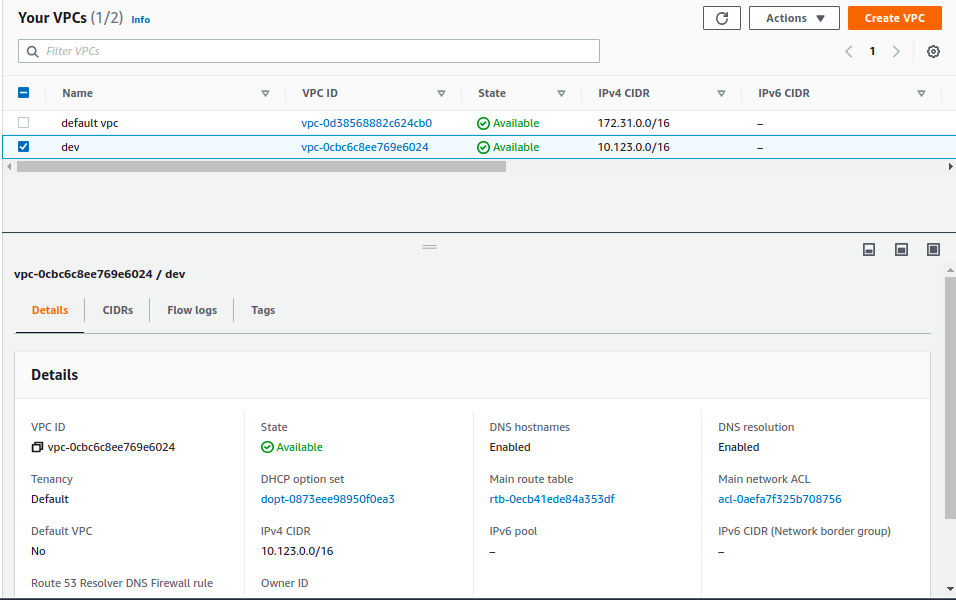 Your VPCs (1/2) Info
Actions
Create VPC
Filter VPCs
1
Name VPC ID State IPv4 CIDR IPv6 CIDR
default vpc vpc-0d38568882c624cb0 Available 172.31.0.0/16 –
dev vpc-0cbc6c8ee769e6024 Available 10.123.0.0/16 –
vpc-0cbc6c8ee769e6024 / dev
Details CIDRs Flow logs Tags
Details
VPC ID State DNS hostnames DNS resolution
vpc-0cbc6c8ee769e6024 Available Enabled Enabled
Tenancy DHCP option set Main route table Main network ACL
Default dopt-0873eee98950f0ea3 rtb-0ecb41ede84a353df acl-0aefa7f325b708756
Default VPC IPv4 CIDR IPv6 pool IPv6 CIDR (Network border group)
No 10.123.0.0/16 – –
Route 53 Resolver DNS Firewall rule Owner ID